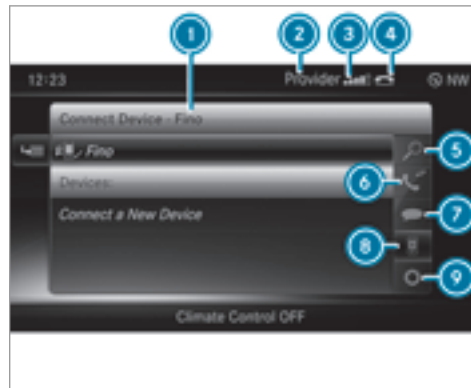 1
2 3 4
12:23 Provider NW
Connect Device - Fino
Fino
5
Devices:
6
Connect a New Device
7
8
9
Climate Control OFF